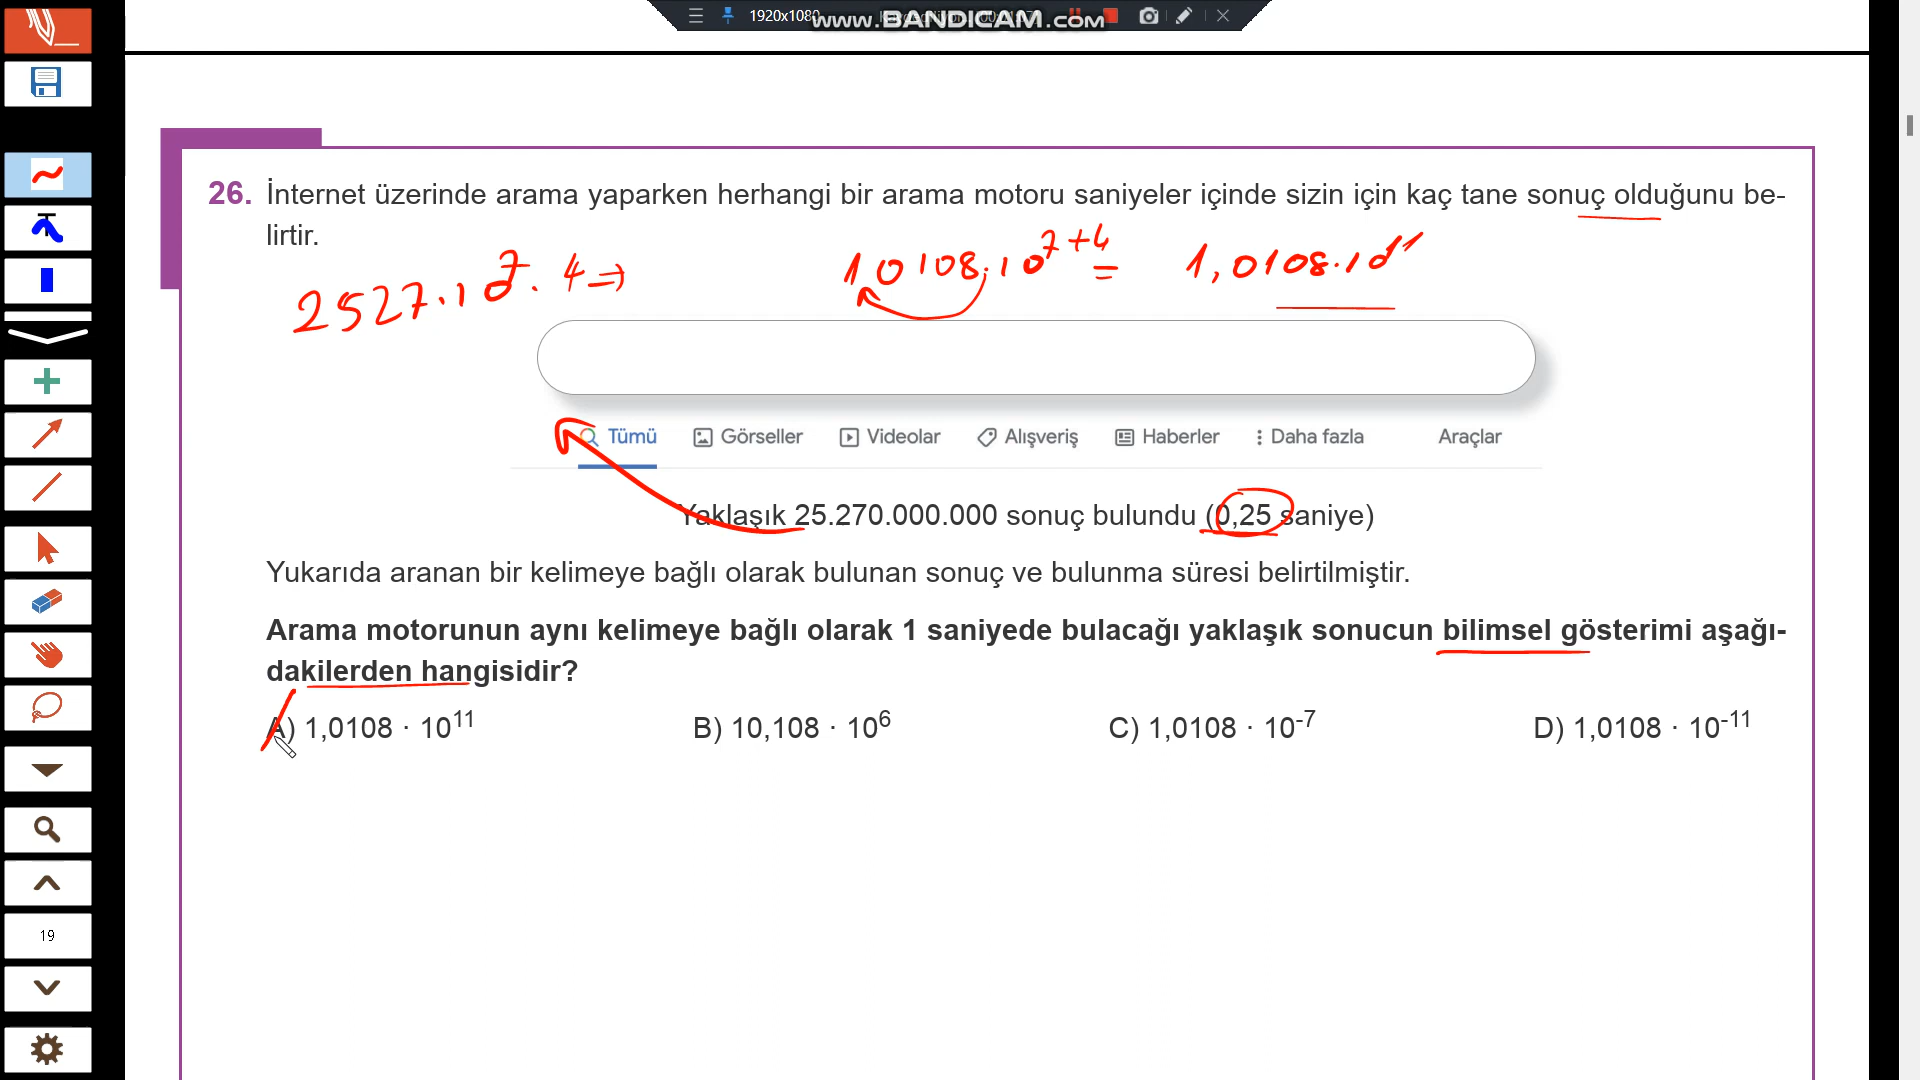 1920x1080
www.BANDICAM.com
26. İnternet üzerinde arama yaparken herhangi bir arama motoru saniyeler içinde sizin için kaç tane sonuç olduğunu be-
lirtir.
2527.10⁷.4⇒ 10108.10⁷⁺⁴= 1,0108.10¹¹
Tümü Görseller Videolar Alışveriş Haberler Daha fazla Araçlar
Yaklaşık 25.270.000.000 sonuç bulundu (0,25 saniye)
Yukarıda aranan bir kelimeye bağlı olarak bulunan sonuç ve bulunma süresi belirtilmiştir.
Arama motorunun aynı kelimeye bağlı olarak 1 saniyede bulacağı yaklaşık sonucun bilimsel gösterimi aşağı-
dakilerden hangisidir?
A) 1,0108 · 10¹¹ B) 10,108 · 10⁶ C) 1,0108 · 10⁻⁷ D) 1,0108 · 10⁻¹¹
19